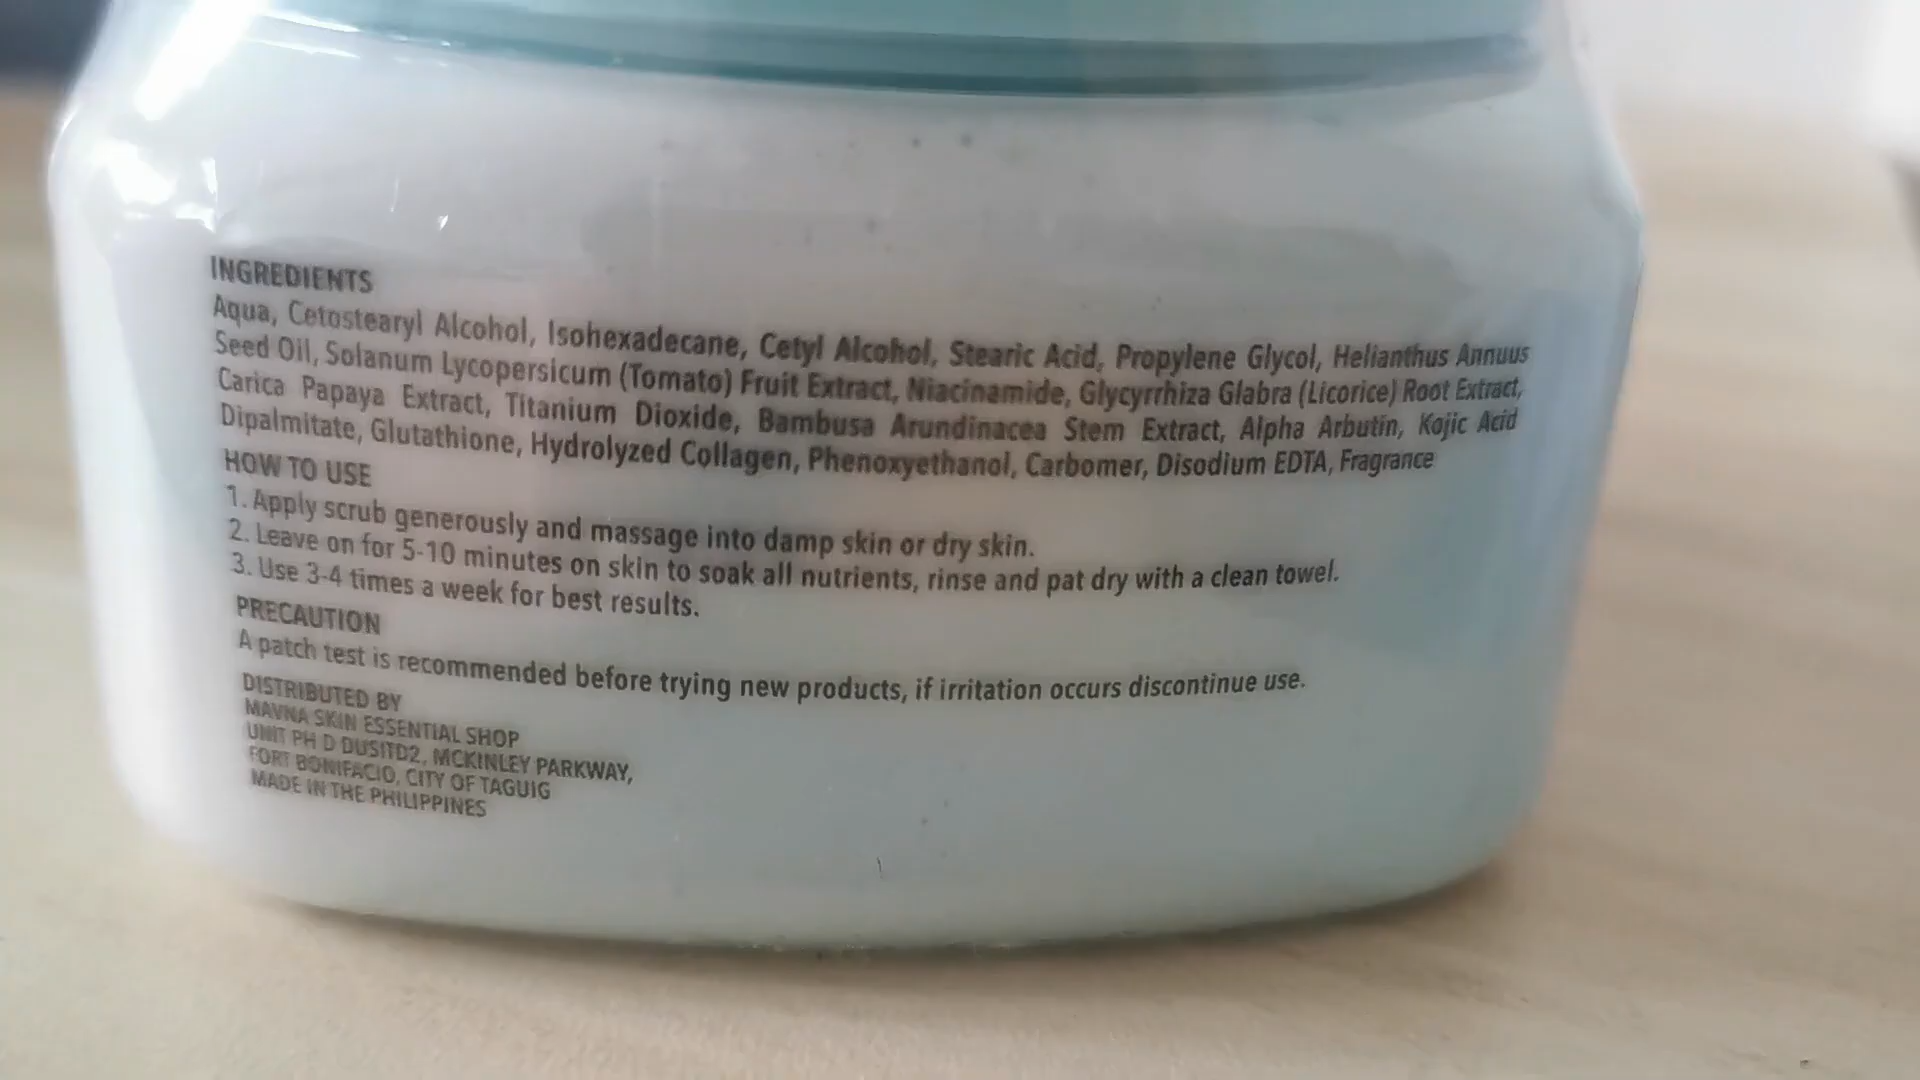 INGREDIENTS
Aqua, Cetostearyl Alcohol, Isohexadecane, Cetyl Alcohol, Stearic Acid, Propylene Glycol, Helianthus Annuus
Seed Oil, Solanum Lycopersicum (Tomato) Fruit Extract, Niacinamide, Glycyrrhiza Glabra (Licorice) Root Extract,
Carica Papaya Extract, Titanium Dioxide, Bambusa Arundinacea Stem Extract, Alpha Arbutin, Kojic Acid
Dipalmitate, Glutathione, Hydrolyzed Collagen, Phenoxyethanol, Carbomer, Disodium EDTA, Fragrance
HOW TO USE
1. Apply scrub generously and massage into damp skin or dry skin.
2. Leave on for 5-10 minutes on skin to soak all nutrients, rinse and pat dry with a clean towel.
3. Use 3-4 times a week for best results.
PRECAUTION
A patch test is recommended before trying new products, if irritation occurs discontinue use.
DISTRIBUTED BY
MAVNA SKIN ESSENTIAL SHOP
UNIT PH D DUSITD2, MCKINLEY PARKWAY,
FORT BONIFACIO, CITY OF TAGUIG
MADE IN THE PHILIPPINES